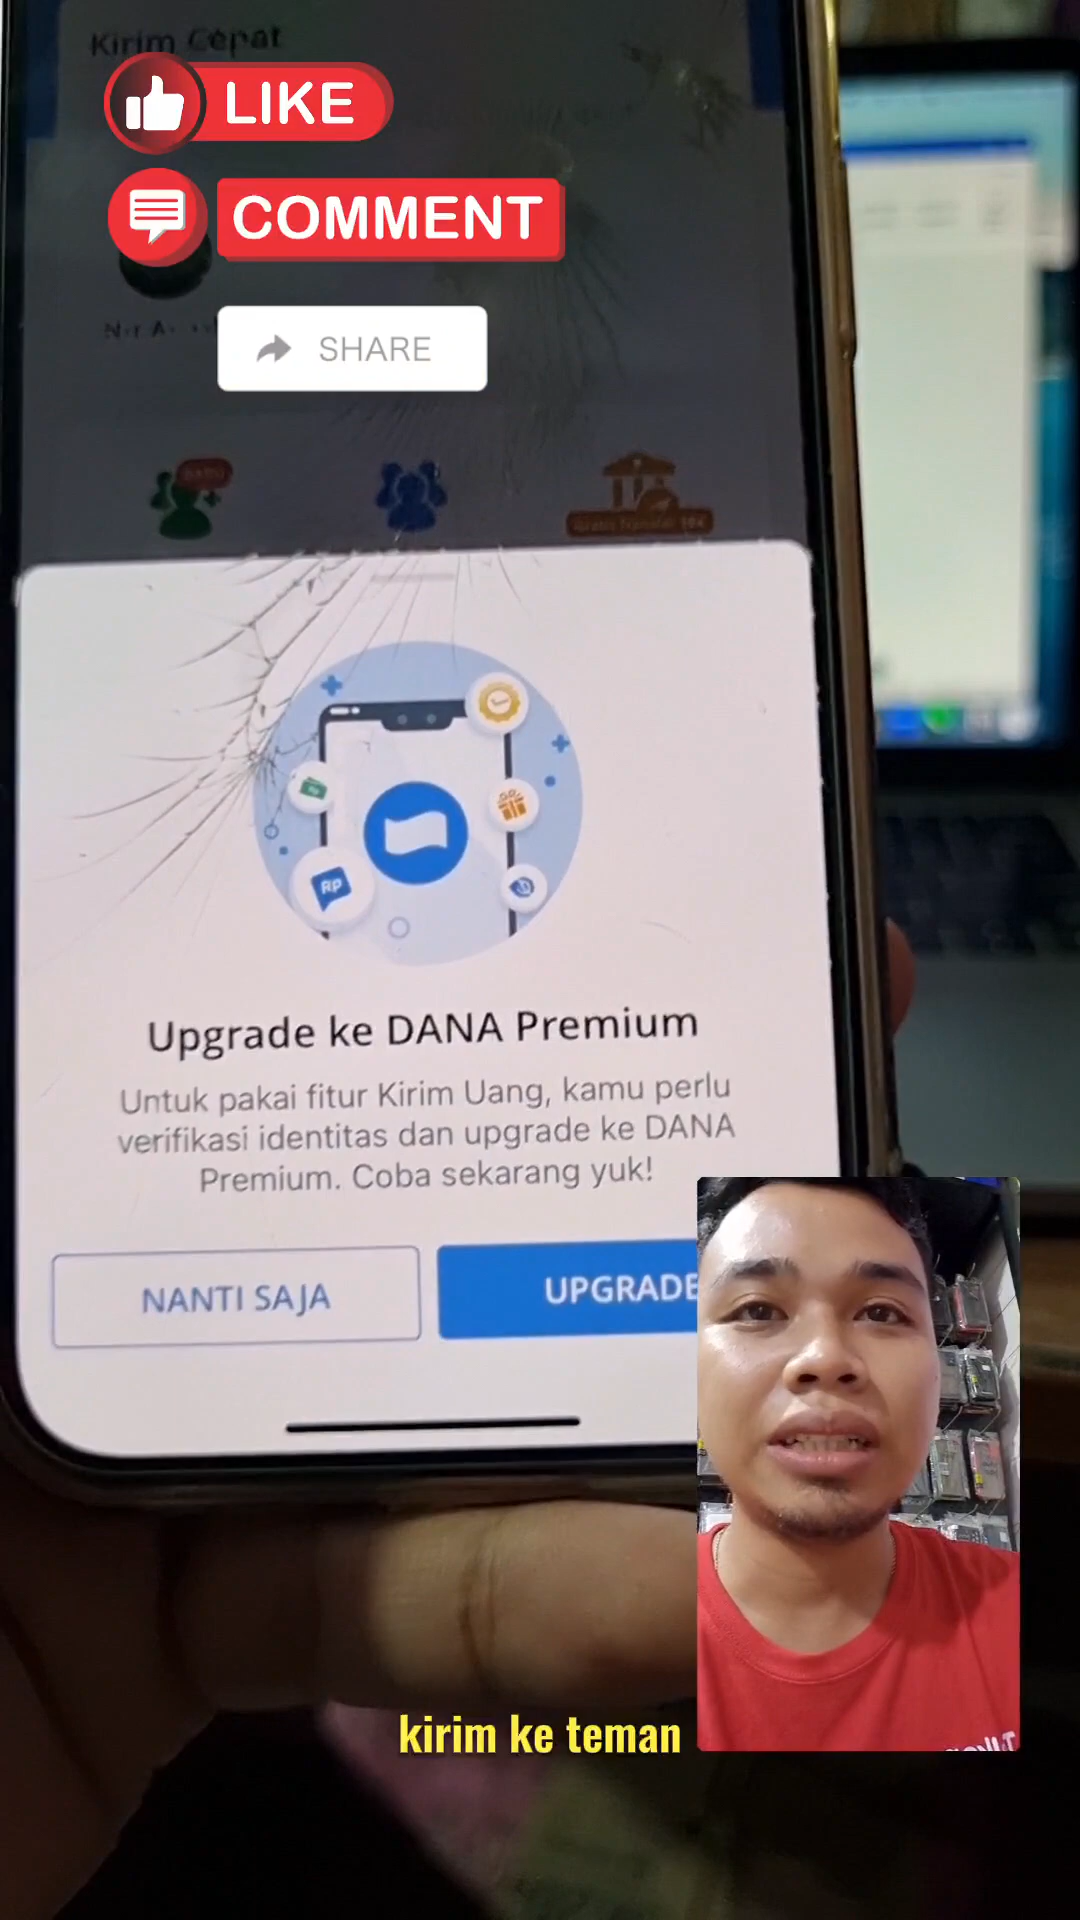 Kirim Cepat
LIKE
COMMENT
SHARE
Upgrade ke DANA Premium
Untuk pakai fitur Kirim Uang, kamu perlu
verifikasi identitas dan upgrade ke DANA
Premium. Coba sekarang yuk!
NANTI SAJA
UPGRADE
RP
kirim ke teman